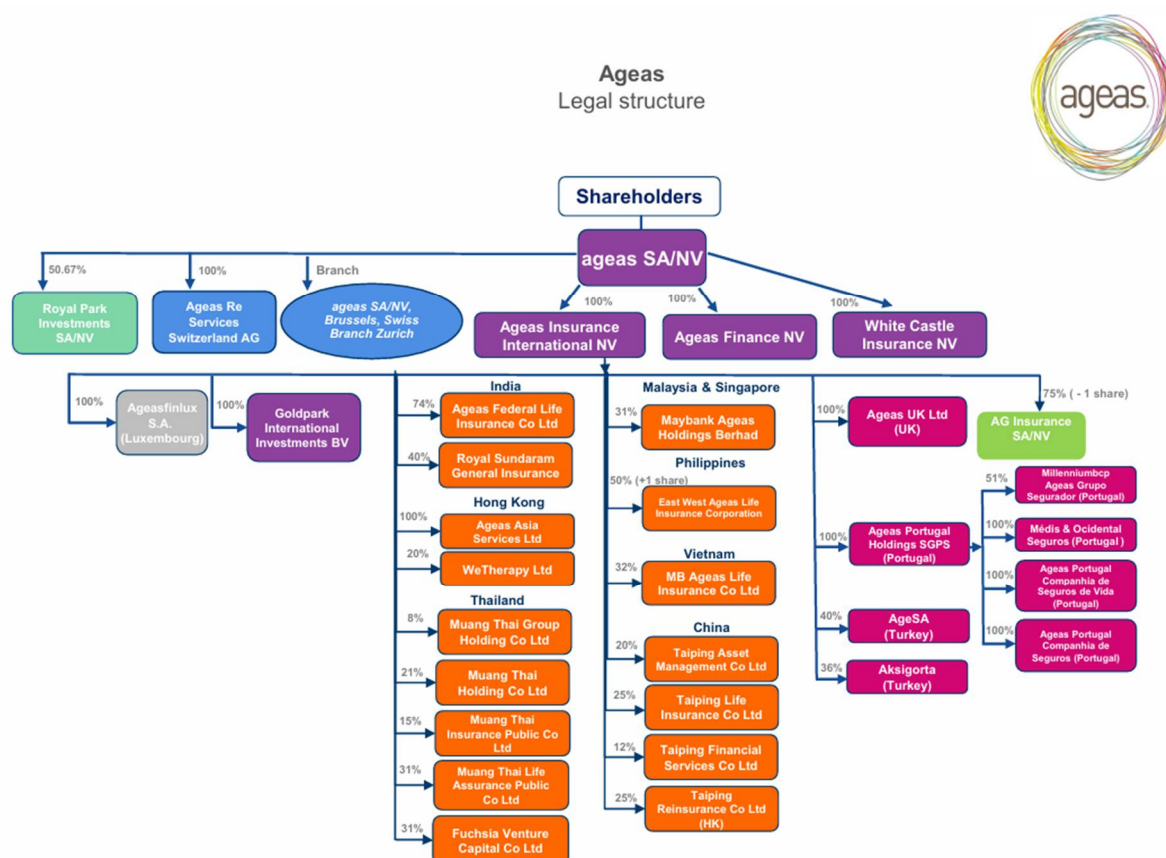 Ageas
Legal structure
ageas
Shareholders
ageas SA/NV
50.67%
100%
Branch
100%
100%
100%
Royal Park
Investments
SA/NV
Ageas Re
Services
Switzerland AG
ageas SA/NV,
Brussels, Swiss
Branch Zurich
Ageas Insurance
International NV
Ageas Finance NV
White Castle
Insurance NV
100%
Ageasfinlux
S.A.
(Luxembourg)
100%
Goldpark
International
Investments BV
India
74%
Ageas Federal Life
Insurance Co Ltd
40%
Royal Sundaram
General Insurance
Hong Kong
100%
Ageas Asia
Services Ltd
20%
WeTherapy Ltd
Thailand
8%
Muang Thai Group
Holding Co Ltd
21%
Muang Thai
Holding Co Ltd
15%
Muang Thai
Insurance Public Co
Ltd
31%
Muang Thai Life
Assurance Public
Co Ltd
31%
Fuchsia Venture
Capital Co Ltd
Malaysia & Singapore
31%
Maybank Ageas
Holdings Berhad
Philippines
50% (+1 share)
East West Ageas Life
Insurance Corporation
Vietnam
32%
MB Ageas Life
Insurance Co Ltd
China
20%
Taiping Asset
Management Co Ltd
25%
Taiping Life
Insurance Co Ltd
12%
Taiping Financial
Services Co Ltd
25%
Taiping
Reinsurance Co Ltd
(HK)
100%
Ageas UK Ltd
(UK)
100%
Ageas Portugal
Holdings SGPS
(Portugal)
40%
AgeSA
(Turkey)
36%
Aksigorta
(Turkey)
75% ( - 1 share)
AG Insurance
SA/NV
51%
Millenniumbcp
Ageas Grupo
Segurador (Portugal)
100%
Médis & Ocidental
Seguros (Portugal )
100%
Ageas Portugal
Companhia de
Seguros de Vida
(Portugal)
100%
Ageas Portugal
Companhia de
Seguros (Portugal)